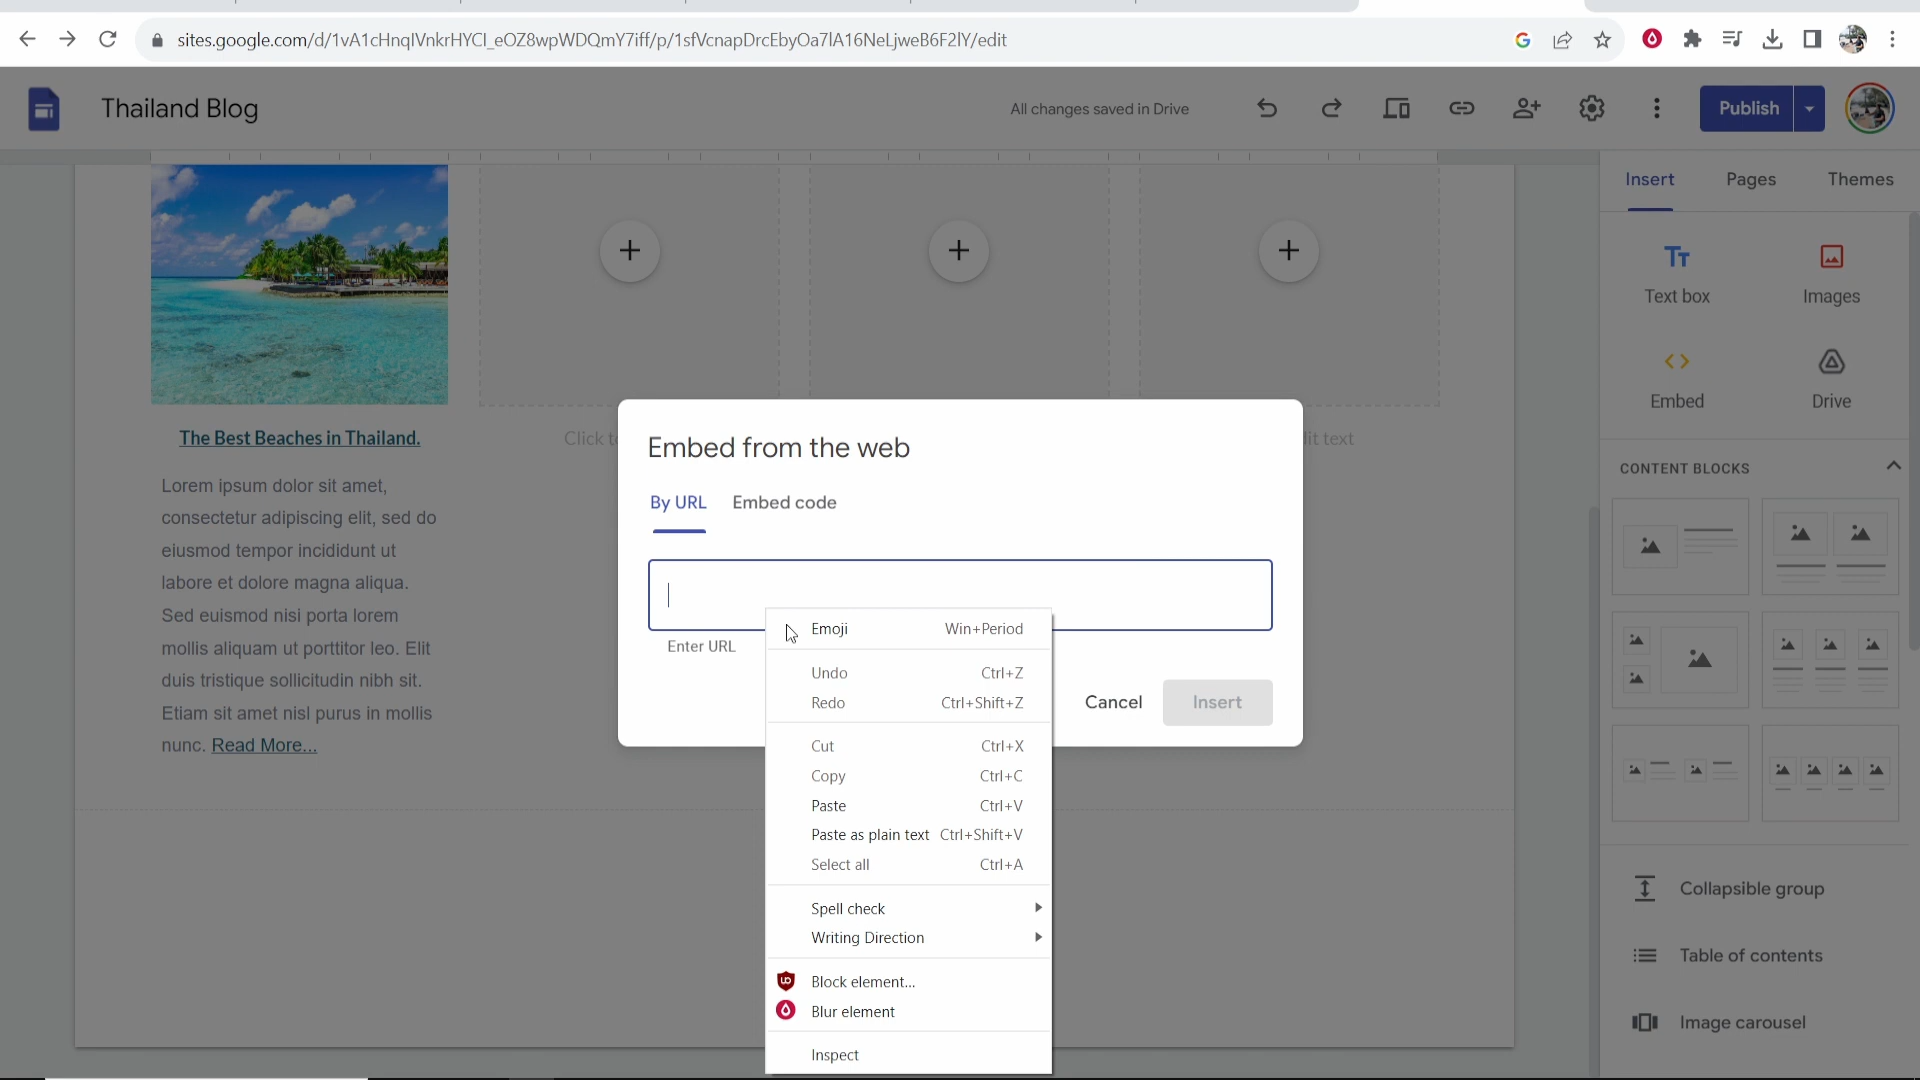 sites.google.com/d/1vA1cHnqlVnkrHYCl_eOZ8wpWDQmY7iff/p/1sfVcnapDrcEbyOa7lA16NeLjweB6F2lY/edit
Thailand Blog
All changes saved in Drive
Publish
Insert
Pages
Themes
Text box
Images
Embed
Drive
CONTENT BLOCKS
Collapsible group
Table of contents
Image carousel
The Best Beaches in Thailand.
Lorem ipsum dolor sit amet,
consectetur adipiscing elit, sed do
eiusmod tempor incididunt ut
labore et dolore magna aliqua.
Sed euismod nisi porta lorem
mollis aliquam ut porttitor leo. Elit
duis tristique sollicitudin nibh sit.
Etiam sit amet nisl purus in mollis
nunc. Read More...
Click
text
Embed from the web
By URL
Embed code
Enter URL
Cancel
Insert
Emoji Win+Period
Undo Ctrl+Z
Redo Ctrl+Shift+Z
Cut Ctrl+X
Copy Ctrl+C
Paste Ctrl+V
Paste as plain text Ctrl+Shift+V
Select all Ctrl+A
Spell check
Writing Direction
Block element...
Blur element
Inspect